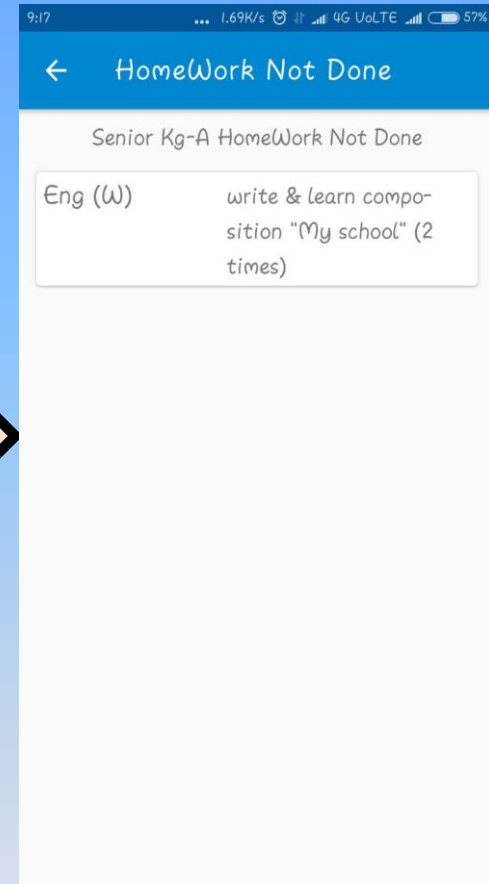 9:17 ... 1.69K/s 4G VoLTE 57%
HomeWork Not Done
Senior Kg-A HomeWork Not Done
Eng (W) write & learn compo-
sition "My school" (2
times)